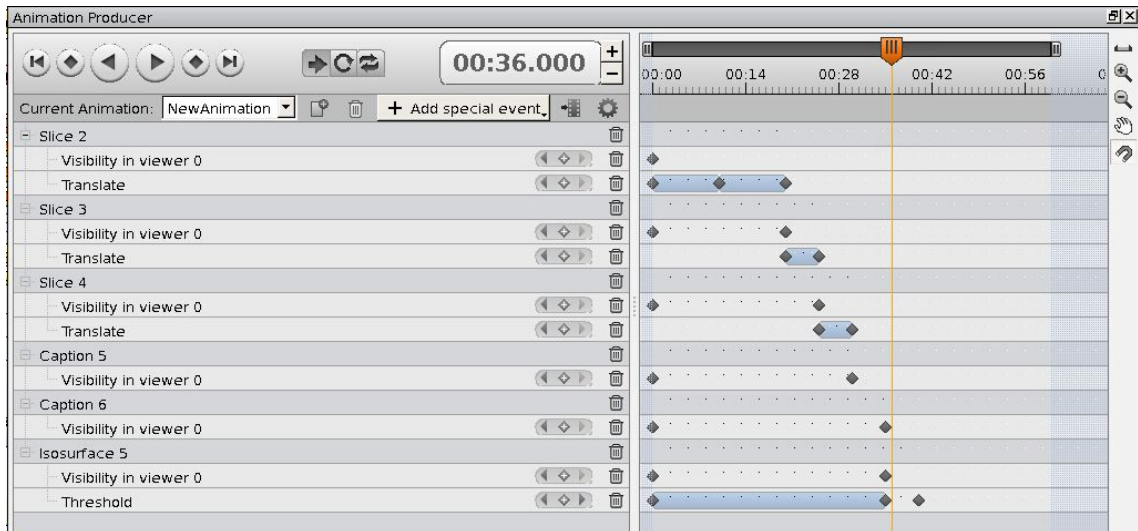 Animation Producer
00:36.000
+
−
00:00 00:14 00:28 00:42 00:56 0
Current Animation: NewAnimation + Add special event
Slice 2
Visibility in viewer 0
Translate
Slice 3
Visibility in viewer 0
Translate
Slice 4
Visibility in viewer 0
Translate
Caption 5
Visibility in viewer 0
Caption 6
Visibility in viewer 0
Isosurface 5
Visibility in viewer 0
Threshold